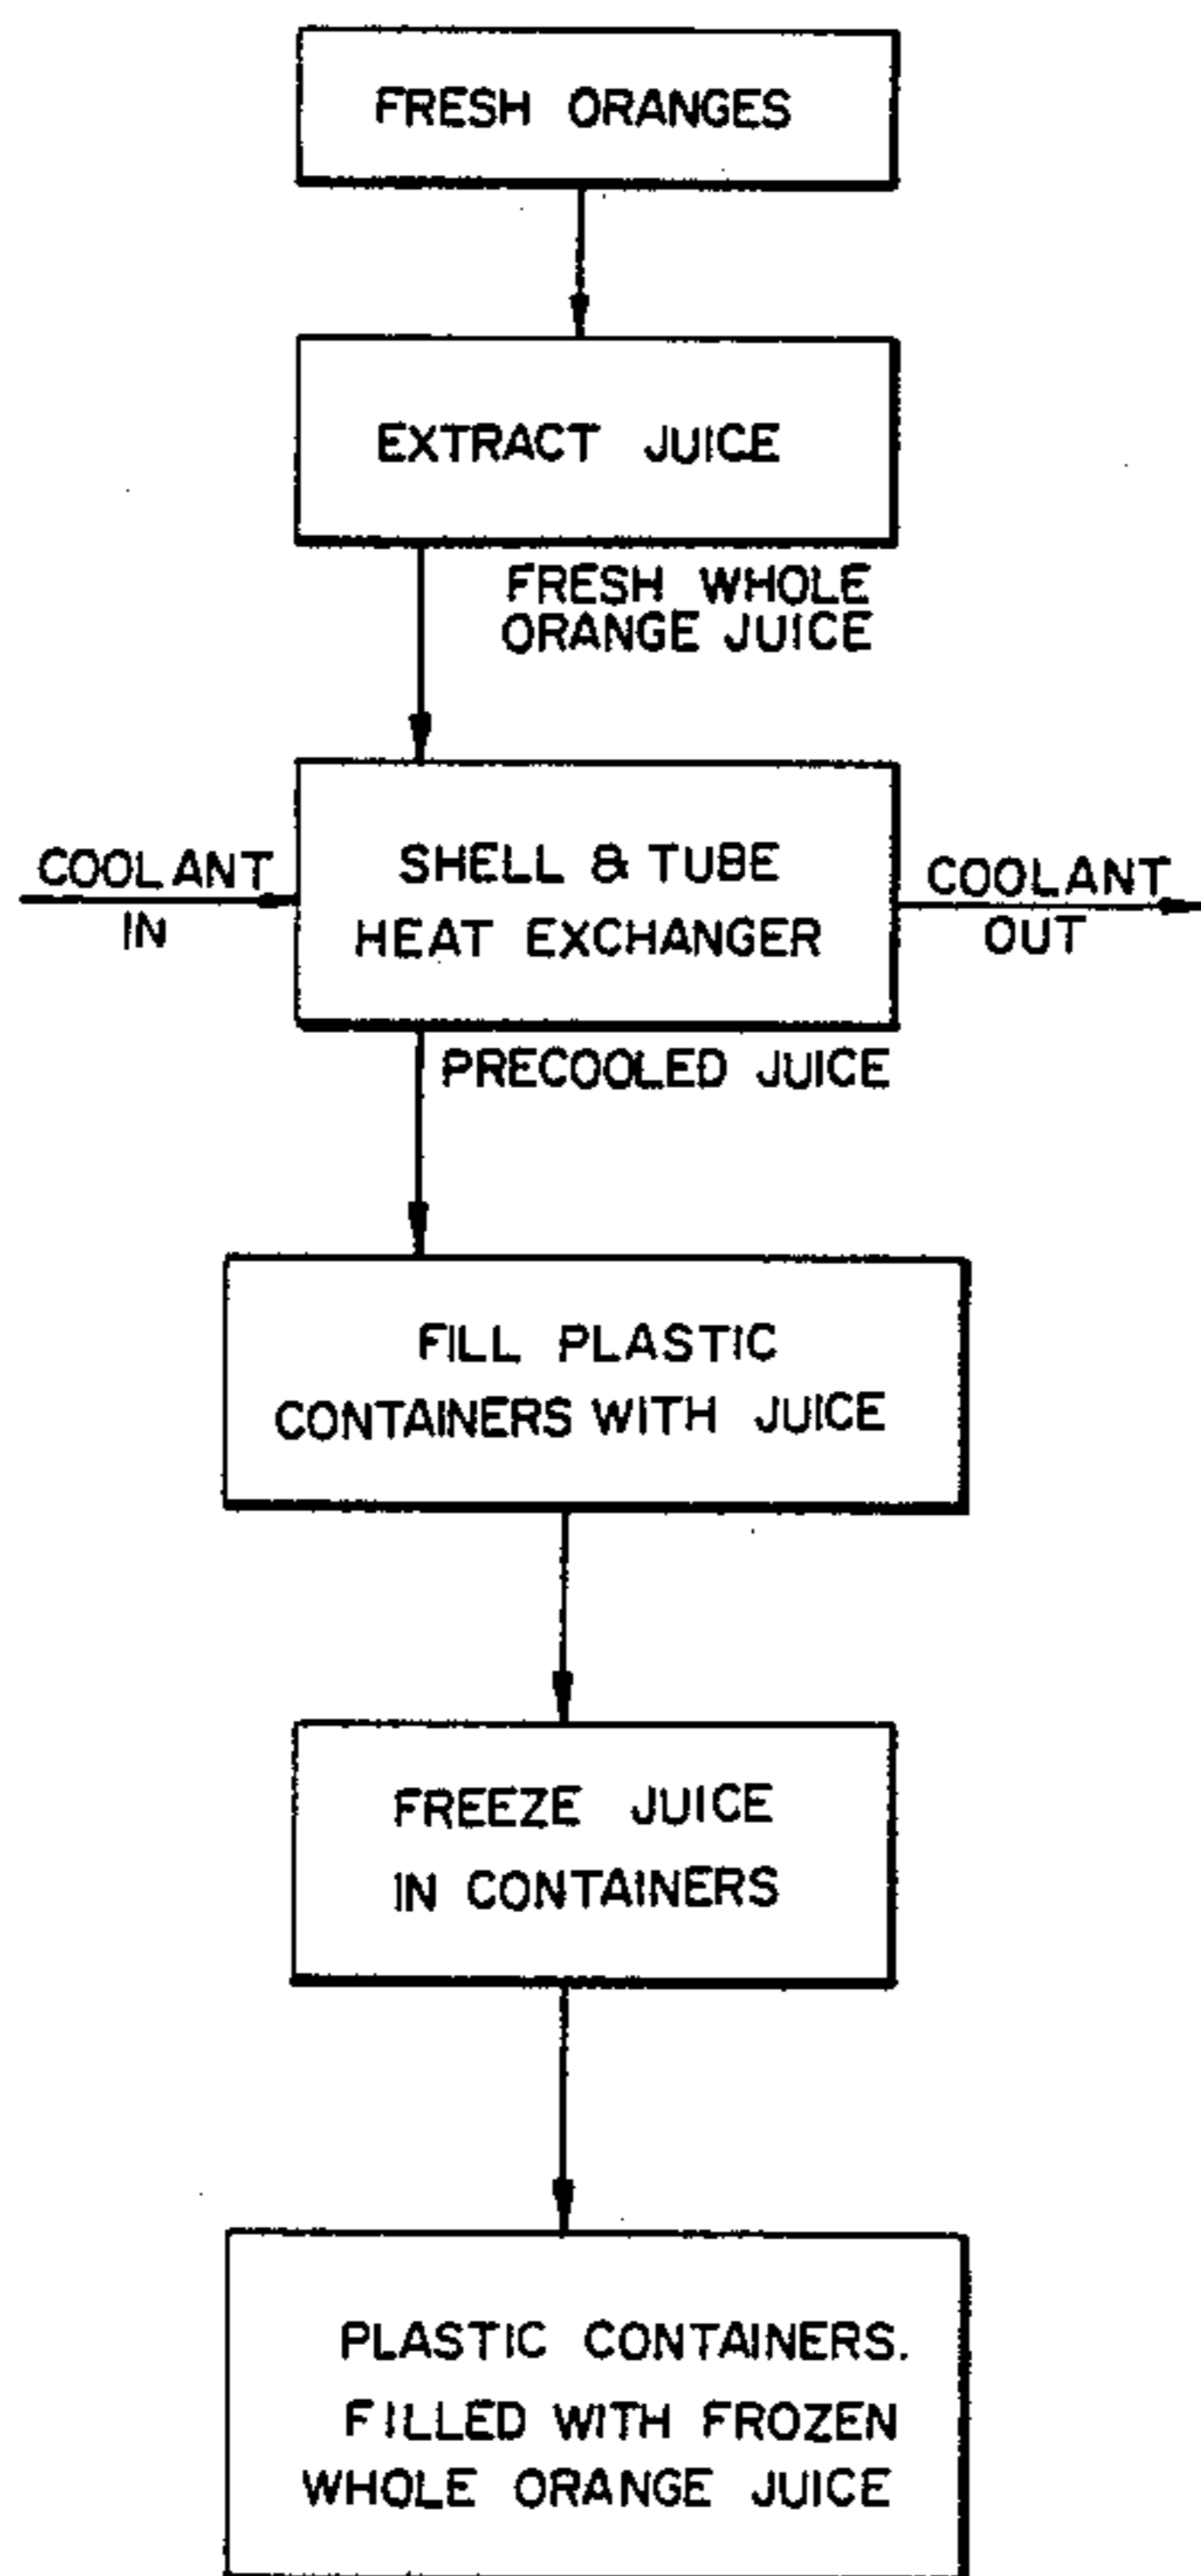 FRESH ORANGES
EXTRACT JUICE
FRESH WHOLE
ORANGE JUICE
COOLANT
IN
SHELL & TUBE
HEAT EXCHANGER
COOLANT
OUT
PRECOOLED JUICE
FILL PLASTIC
CONTAINERS WITH JUICE
FREEZE JUICE
IN CONTAINERS
PLASTIC CONTAINERS.
FILLED WITH FROZEN
WHOLE ORANGE JUICE